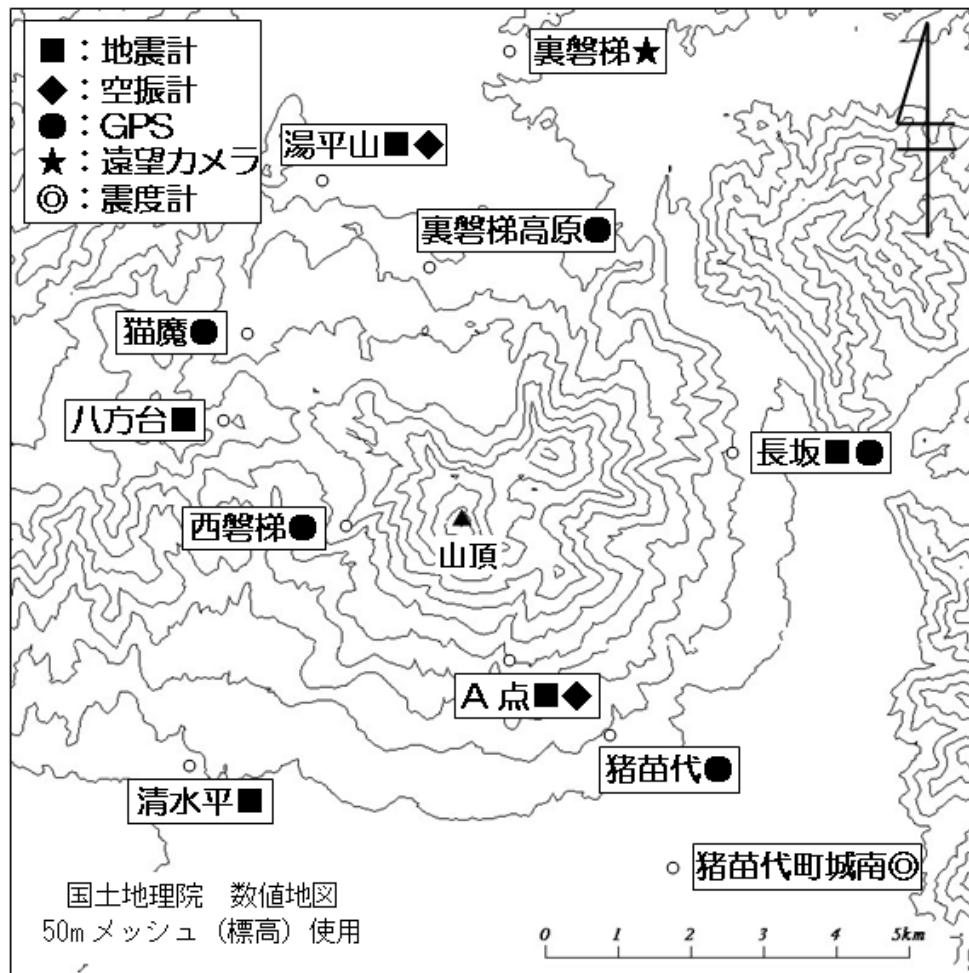 ■：地震計
◆：空振計
●：GPS
★：遠望カメラ
◎：震度計
裏磐梯★
湯平山■◆
裏磐梯高原●
猫魔●
八方台■
長坂■●
西磐梯●
山頂
A 点■◆
猪苗代●
清水平■
猪苗代町城南◎
国土地理院　数値地図
50m メッシュ（標高）使用
0 1 2 3 4 5km